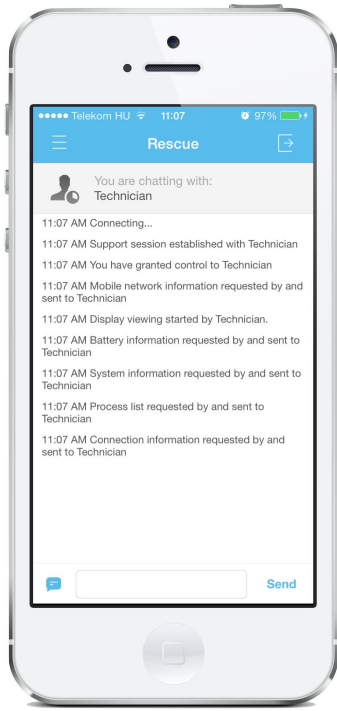 Telekom HU 11:07 97%
Rescue
You are chatting with:
Technician
11:07 AM Connecting...
11:07 AM Support session established with Technician
11:07 AM You have granted control to Technician
11:07 AM Mobile network information requested by and
sent to Technician
11:07 AM Display viewing started by Technician.
11:07 AM Battery information requested by and sent to
Technician
11:07 AM System information requested by and sent to
Technician
11:07 AM Process list requested by and sent to
Technician
11:07 AM Connection information requested by and
sent to Technician
Send